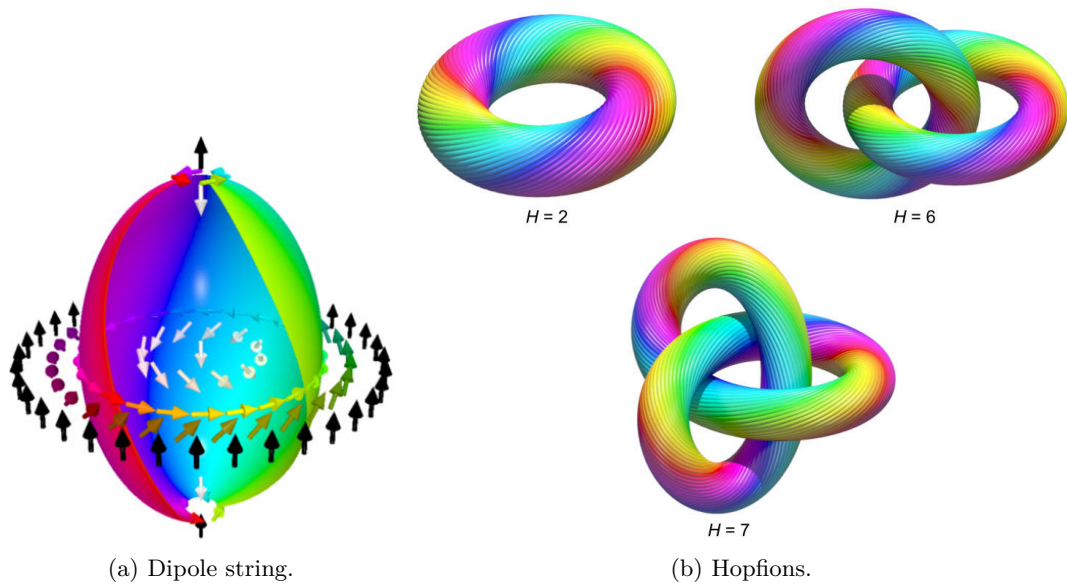 H = 2
H = 6
H = 7
(a) Dipole string.
(b) Hopfions.